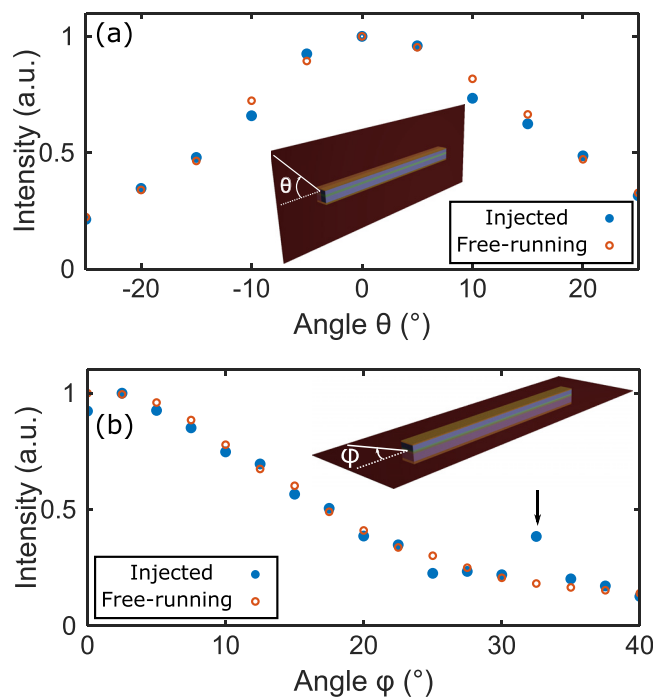 (a)
1
0.5
0
Intensity (a.u.)
θ
Injected
Free-running
-20 -10 0 10 20
Angle θ (°)
(b)
1
0.5
0
Intensity (a.u.)
φ
Injected
Free-running
0 10 20 30 40
Angle φ (°)